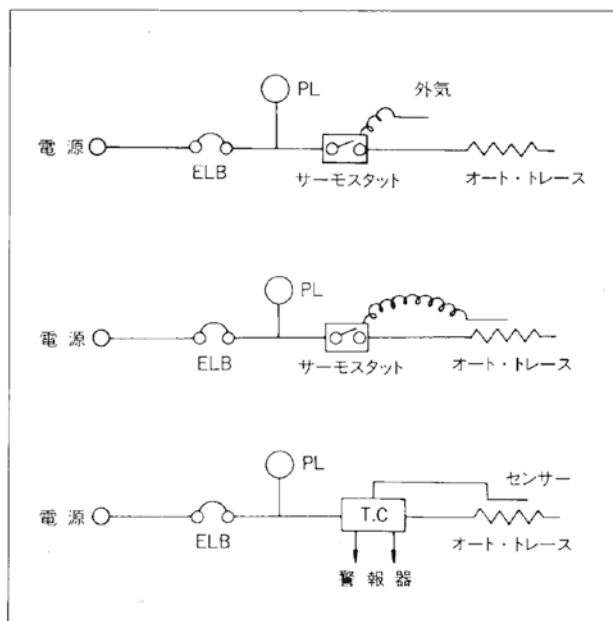 PL
外気
電源
ELB
サーモスタット
オート・トレース
PL
電源
ELB
サーモスタット
オート・トレース
PL
センサー
電源
T.C
ELB
オート・トレース
警報器